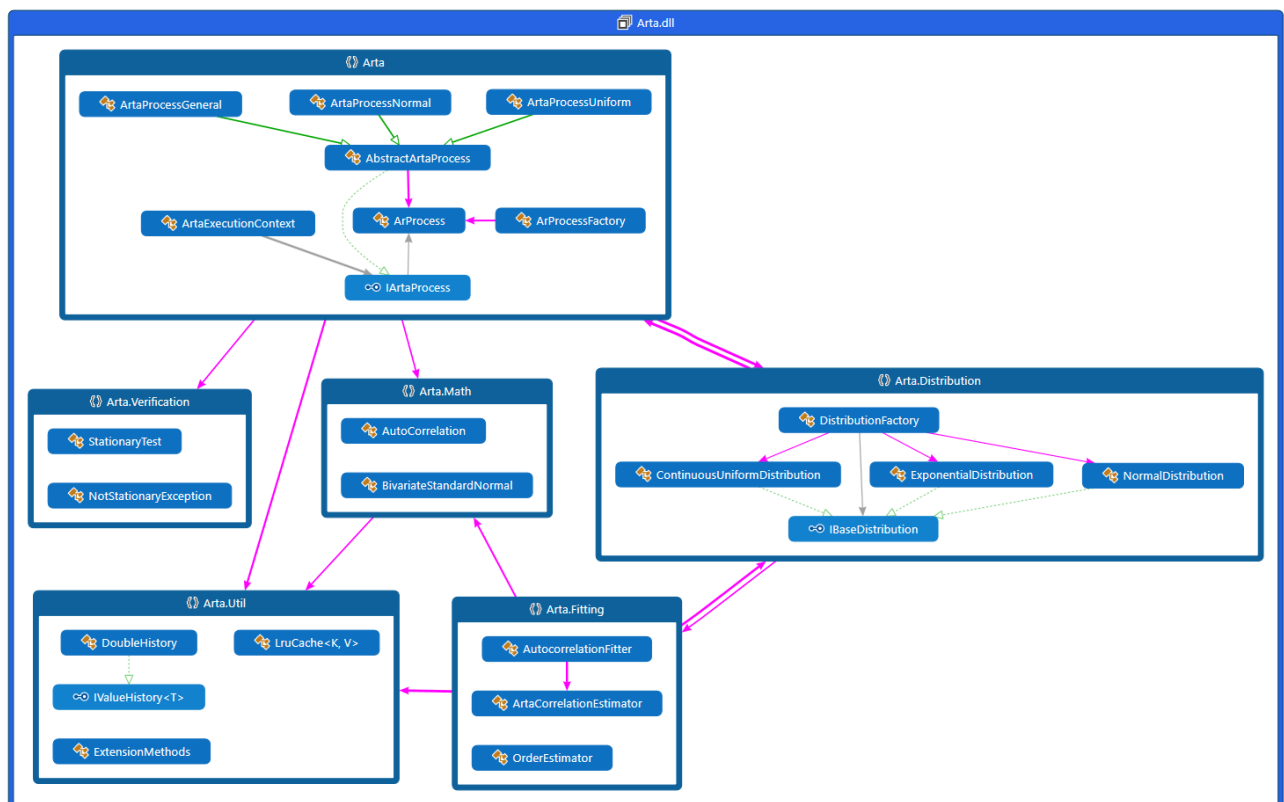 Arta.dll
Arta
ArtaProcessGeneral
ArtaProcessNormal
ArtaProcessUniform
AbstractArtaProcess
ArtaExecutionContext
ArProcess
ArProcessFactory
IArtaProcess
Arta.Verification
StationaryTest
NotStationaryException
Arta.Math
AutoCorrelation
BivariateStandardNormal
Arta.Distribution
DistributionFactory
ContinuousUniformDistribution
ExponentialDistribution
NormalDistribution
IBaseDistribution
Arta.Util
DoubleHistory
LruCache<K, V>
IValueHistory<T>
ExtensionMethods
Arta.Fitting
AutocorrelationFitter
ArtaCorrelationEstimator
OrderEstimator